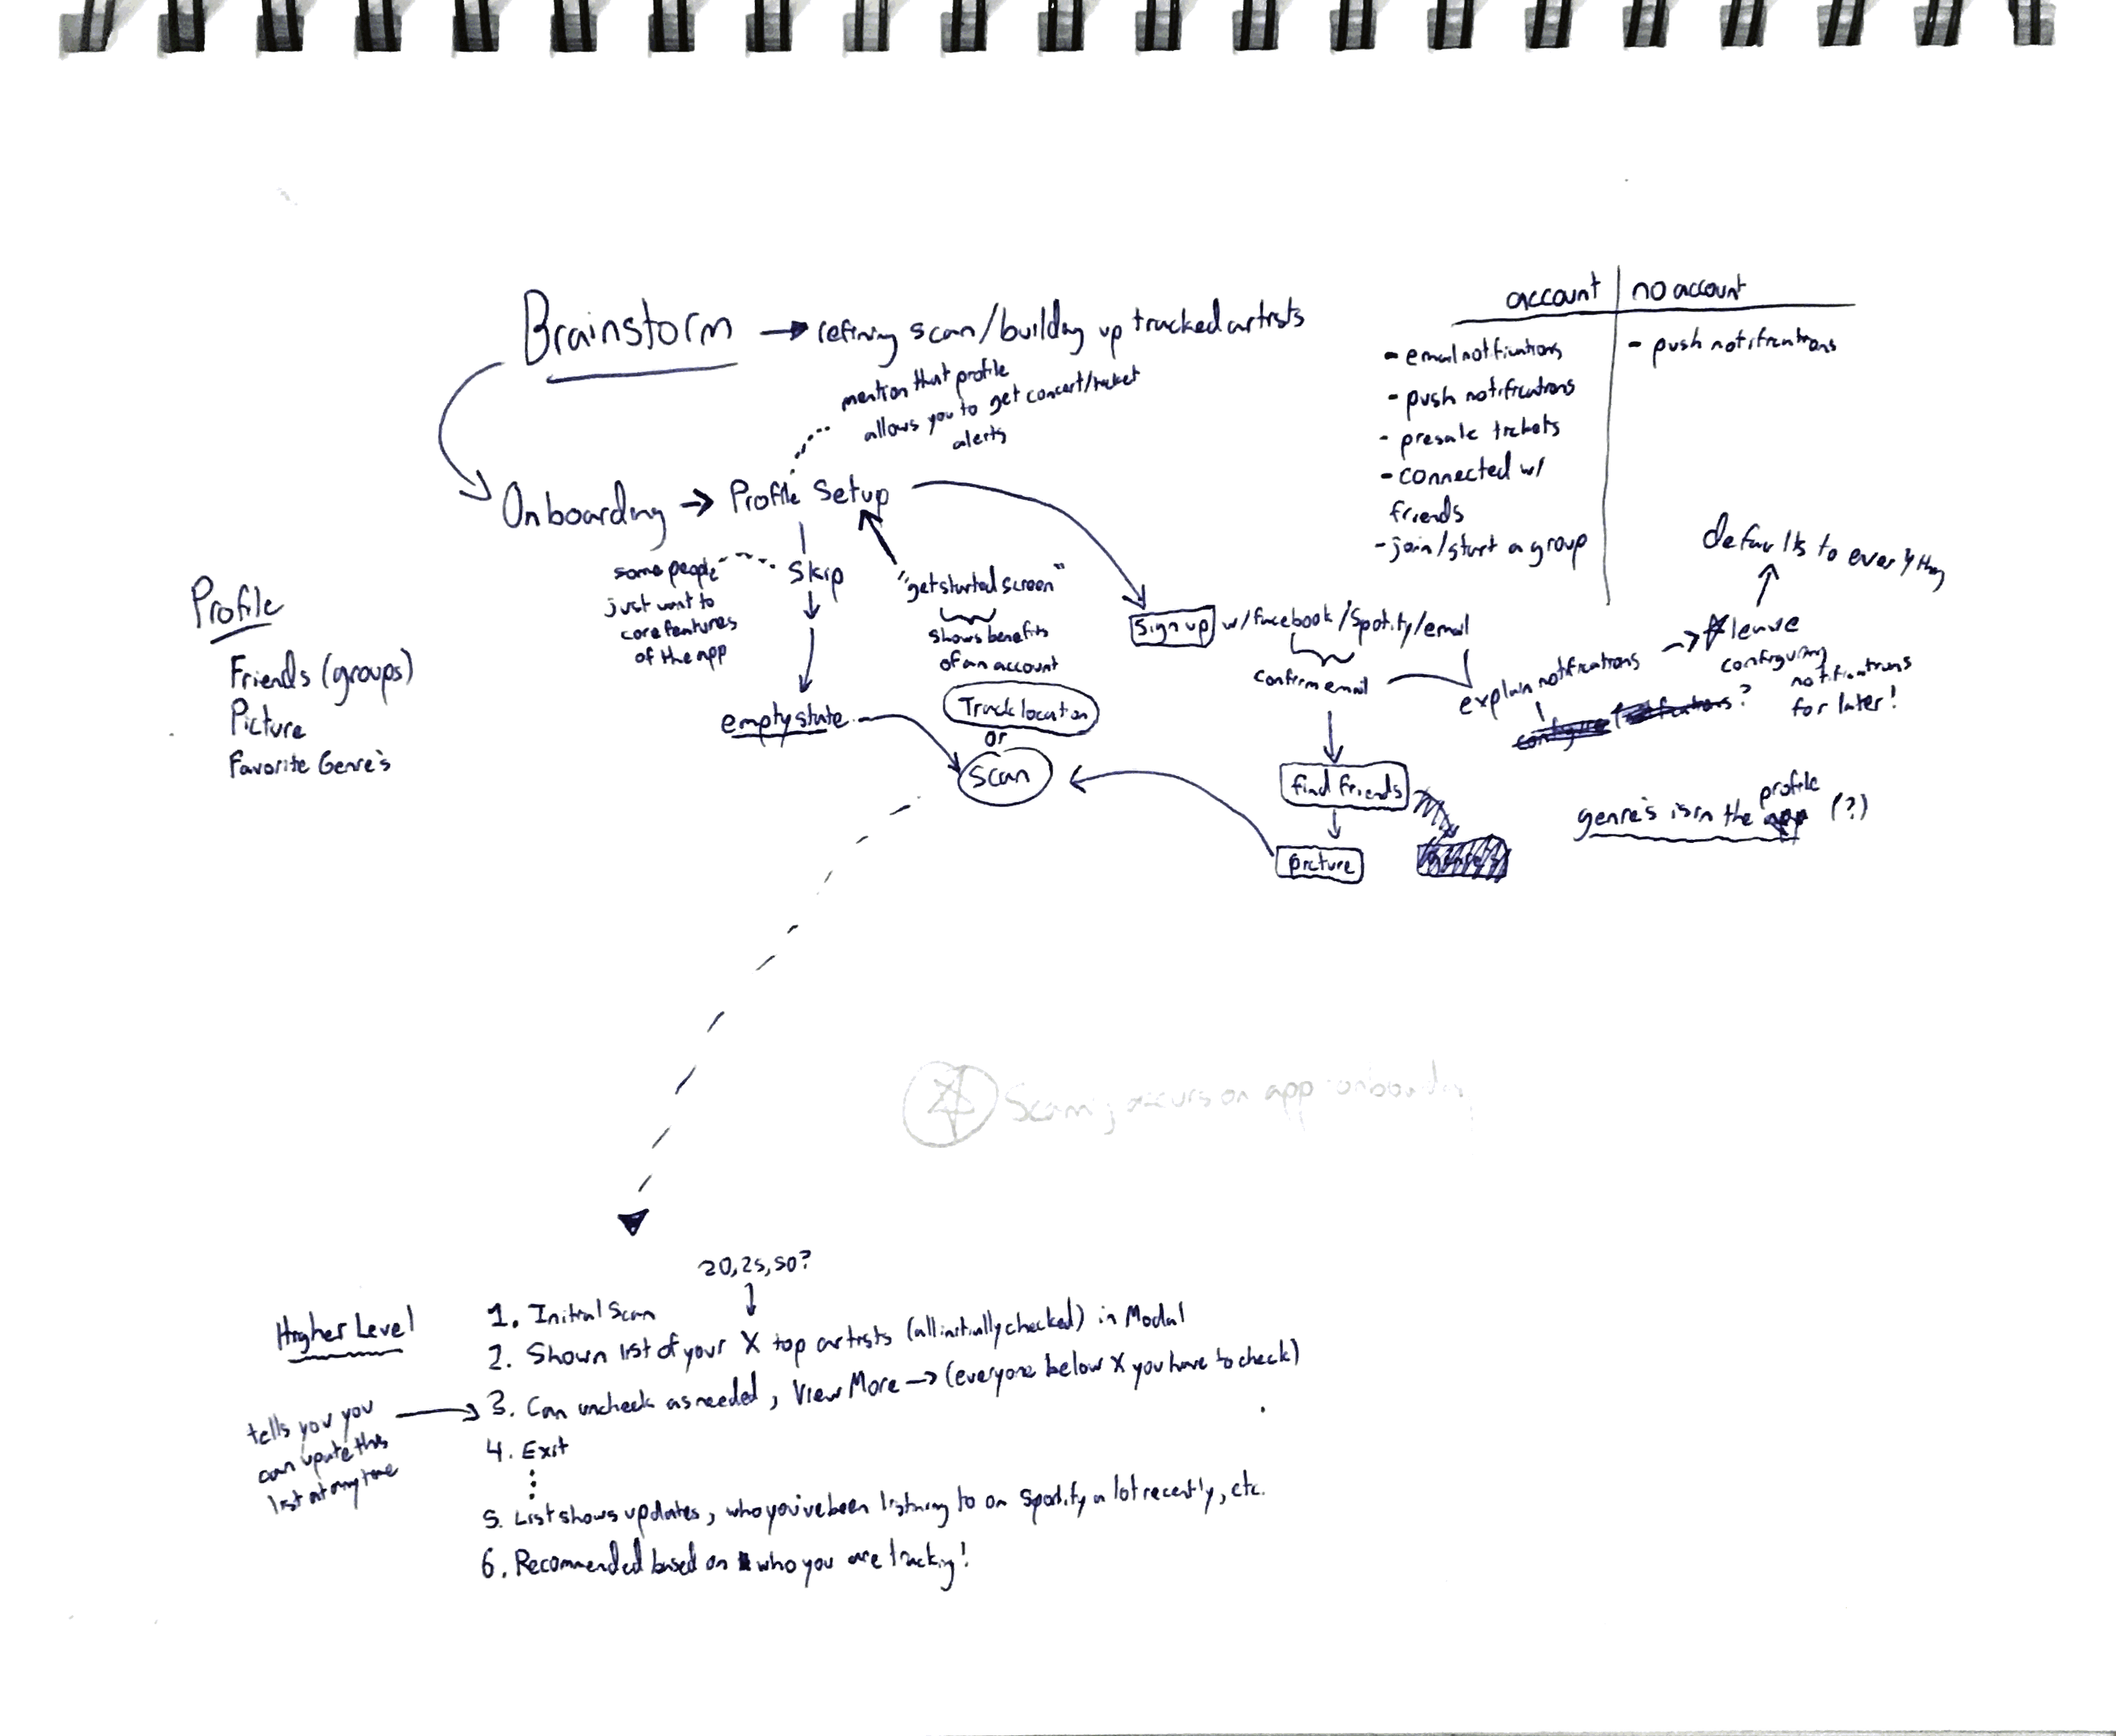 Brainstorm → refining scan/building up tracked artists
mention that profile
allows you to get concert/ticket
alerts
account | no account
- email notifications
- push notifications
- presale tickets
- connected w/
friends
- join/start a group
- push notifications
Onboarding → Profile Setup
some people
just want to
core features
of the app
Skip
"get started screen"
shows benefits
of an account
empty state
Track location
or
Scan
Sign up w/facebook/Spotify/email
confirm email
explain notifications
→ leave
configuring
notifications
for later!
defaults to everything
find friends
picture
genre's is in the profile (?)
Profile
Friends (groups)
Picture
Favorite Genre's
Scaning occurs on app onboarding
20, 25, 50?
Higher Level
1. Initial Scan
2. Shown list of your X top artists (all initially checked) in Modal
3. Can uncheck as needed, View More → (everyone below X you have to check)
tells you you
can upate this
list at any time
4. Exit
5. List shows updates, who you've been listning to on Spotify a lot recently, etc.
6. Recommended based on who you are tracking!